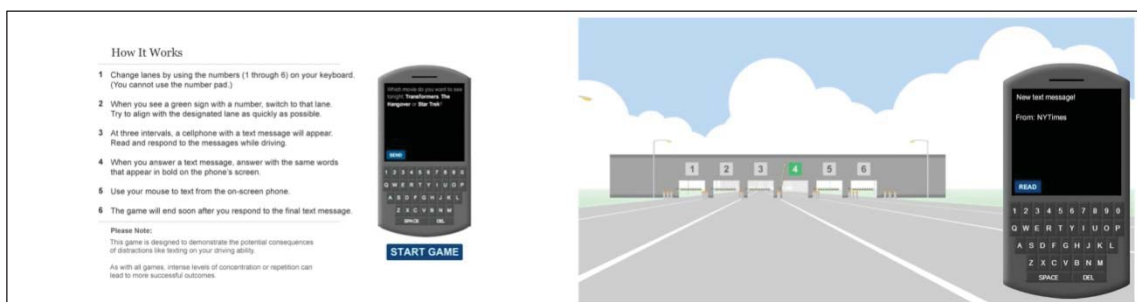 How It Works
1 Change lanes by using the numbers (1 through 6) on your keyboard.
(You cannot use the number pad.)
2 When you see a green sign with a number, switch to that lane.
Try to align with the designated lane as quickly as possible.
3 At three intervals, a cellphone with a text message will appear.
Read and respond to the messages while driving.
4 When you answer a text message, answer with the same words
that appear in bold on the phone's screen.
5 Use your mouse to text from the on-screen phone.
6 The game will end soon after you respond to the final text message.
Please Note:
This game is designed to demonstrate the potential consequences
of distractions like texting on your driving ability.
As with all games, intense levels of concentration or repetition can
lead to more successful outcomes.
Which movie do you want to see
tonight: Transformers, The
Hangover or Star Trek?
SEND
1 2 3 4 5 6 7 8 9 0
Q W E R T Y I U O P
A S D F G H J K L
Z X C V B N M
SPACE DEL
START GAME
1 2 3 4 5 6
New text message!
From: NYTimes
READ
1 2 3 4 5 6 7 8 9 0
Q W E R T Y I U O P
A S D F G H J K L
Z X C V B N M
SPACE DEL